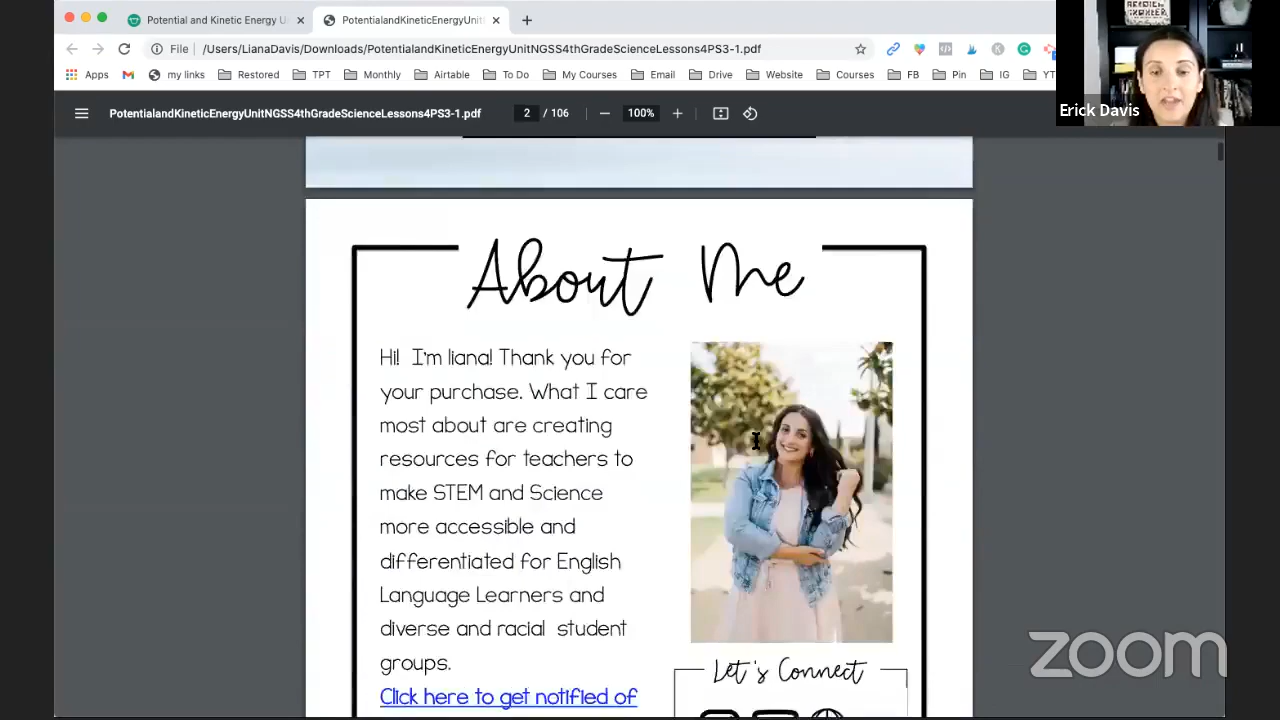 Potential and Kinetic Energy U
PotentialandKineticEnergyUnit
File
/Users/LianaDavis/Downloads/PotentialandKineticEnergyUnitNGSS4thGradeScienceLessons4PS3-1.pdf
Apps
my links
Restored
TPT
Monthly
Airtable
To Do
My Courses
Email
Drive
Website
Courses
FB
Pin
IG
YT
Erick Davis
PotentialandKineticEnergyUnitNGSS4thGradeScienceLessons4PS3-1.pdf
2 / 106
100%
About Me
Hi! I'm liana! Thank you for
your purchase. What I care
most about are creating
resources for teachers to
make STEM and Science
more accessible and
differentiated for English
Language Learners and
diverse and racial student
groups.
Click here to get notified of
Let's Connect
zoom